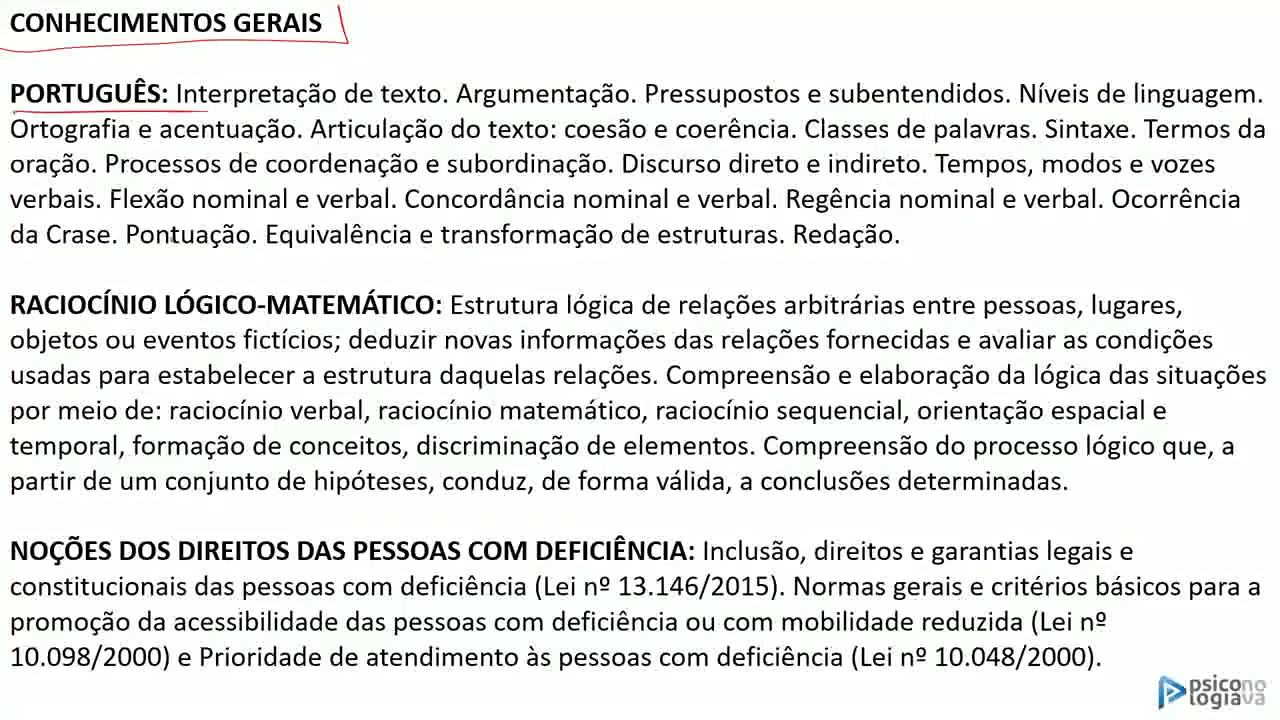 CONHECIMENTOS GERAIS
PORTUGUÊS: Interpretação de texto. Argumentação. Pressupostos e subentendidos. Níveis de linguagem.
Ortografia e acentuação. Articulação do texto: coesão e coerência. Classes de palavras. Sintaxe. Termos da
oração. Processos de coordenação e subordinação. Discurso direto e indireto. Tempos, modos e vozes
verbais. Flexão nominal e verbal. Concordância nominal e verbal. Regência nominal e verbal. Ocorrência
da Crase. Pontuação. Equivalência e transformação de estruturas. Redação.
RACIOCÍNIO LÓGICO-MATEMÁTICO: Estrutura lógica de relações arbitrárias entre pessoas, lugares,
objetos ou eventos fictícios; deduzir novas informações das relações fornecidas e avaliar as condições
usadas para estabelecer a estrutura daquelas relações. Compreensão e elaboração da lógica das situações
por meio de: raciocínio verbal, raciocínio matemático, raciocínio sequencial, orientação espacial e
temporal, formação de conceitos, discriminação de elementos. Compreensão do processo lógico que, a
partir de um conjunto de hipóteses, conduz, de forma válida, a conclusões determinadas.
NOÇÕES DOS DIREITOS DAS PESSOAS COM DEFICIÊNCIA: Inclusão, direitos e garantias legais e
constitucionais das pessoas com deficiência (Lei nº 13.146/2015). Normas gerais e critérios básicos para a
promoção da acessibilidade das pessoas com deficiência ou com mobilidade reduzida (Lei nº
10.098/2000) e Prioridade de atendimento às pessoas com deficiência (Lei nº 10.048/2000).
psicono
logiava